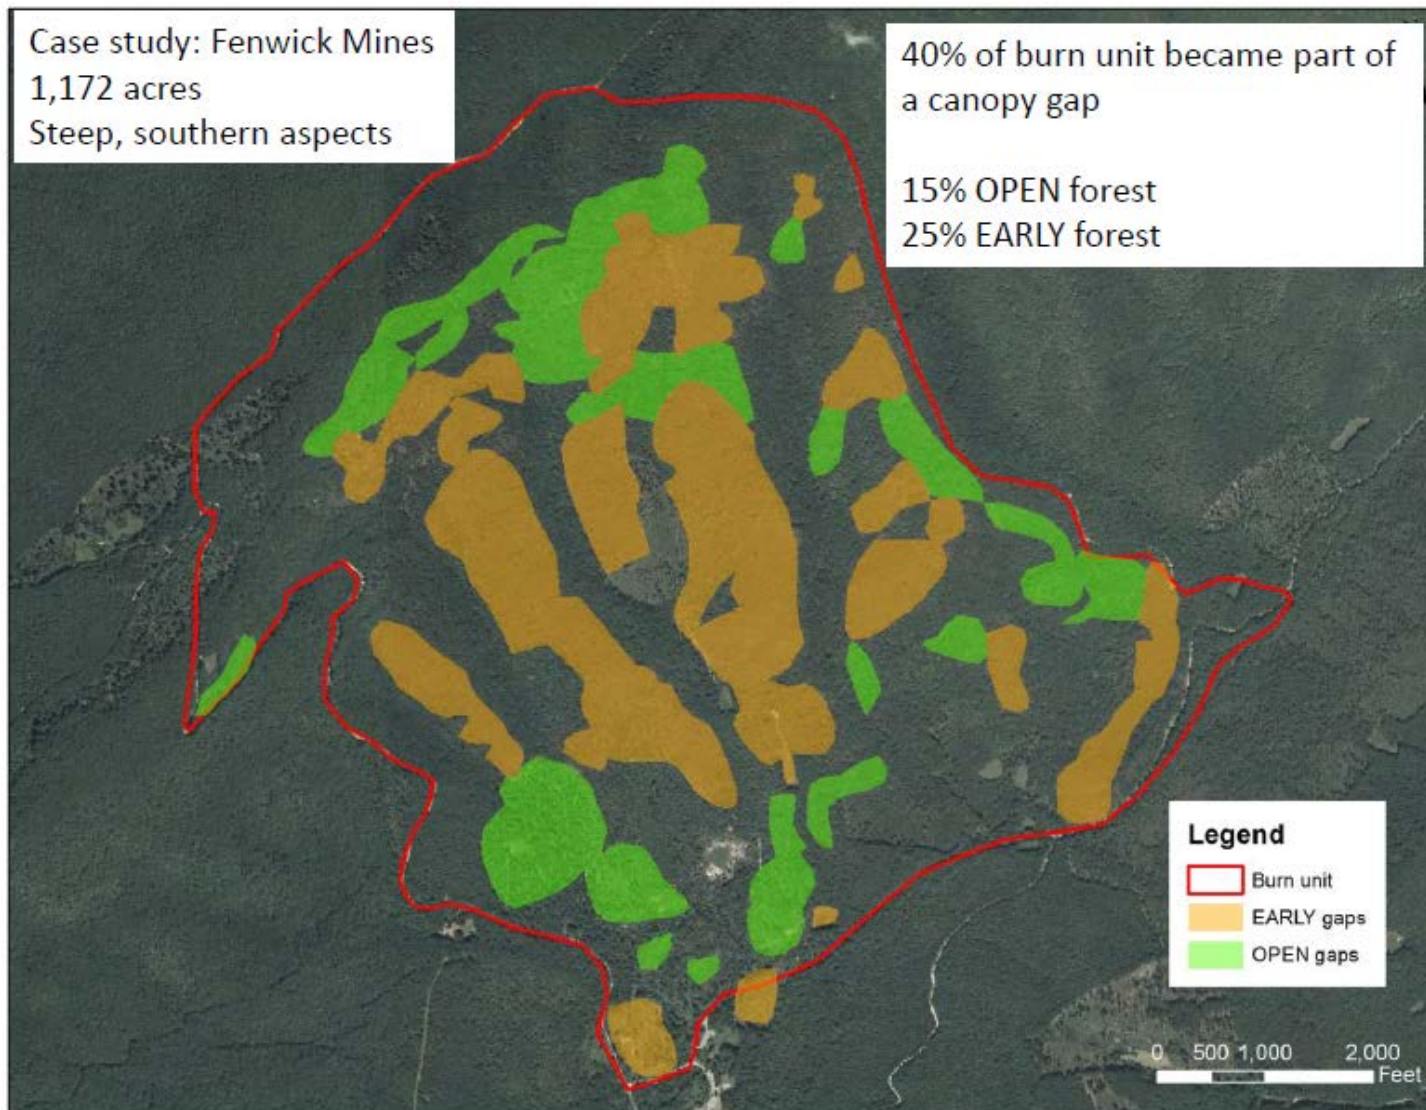 Case study: Fenwick Mines
1,172 acres
Steep, southern aspects
40% of burn unit became part of
a canopy gap
15% OPEN forest
25% EARLY forest
Legend
Burn unit
EARLY gaps
OPEN gaps
0 500 1,000 2,000
Feet